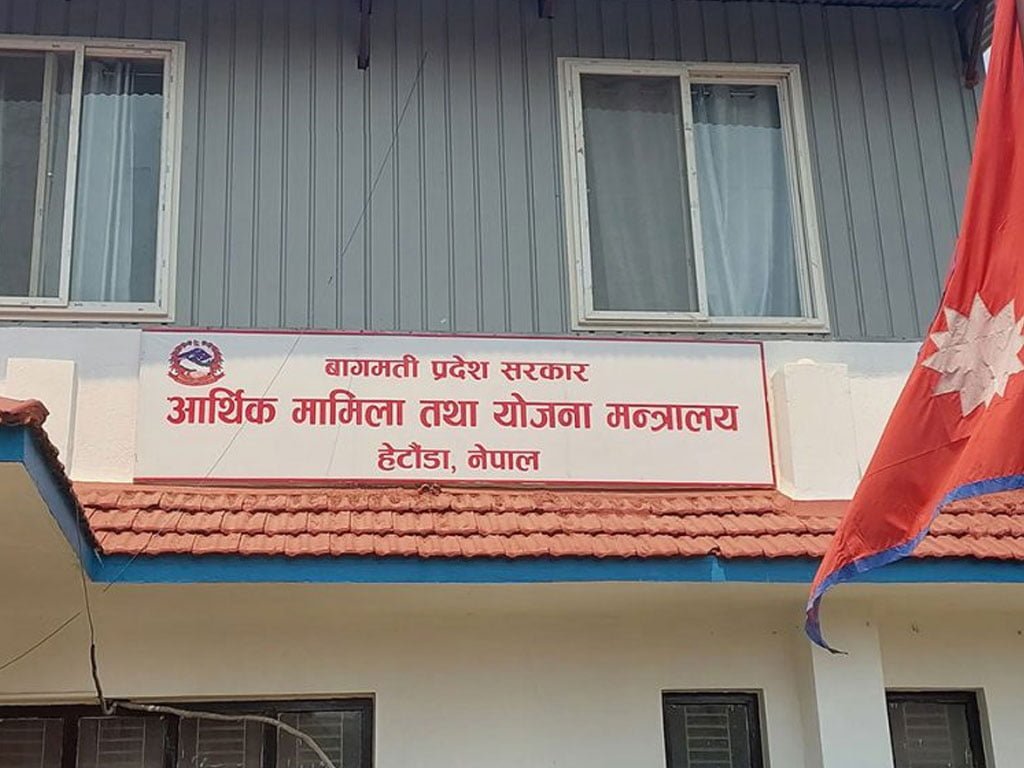 बागमती प्रदेश सरकार
आर्थिक मामिला तथा योजना मन्त्रालय
हेटौंडा, नेपाल